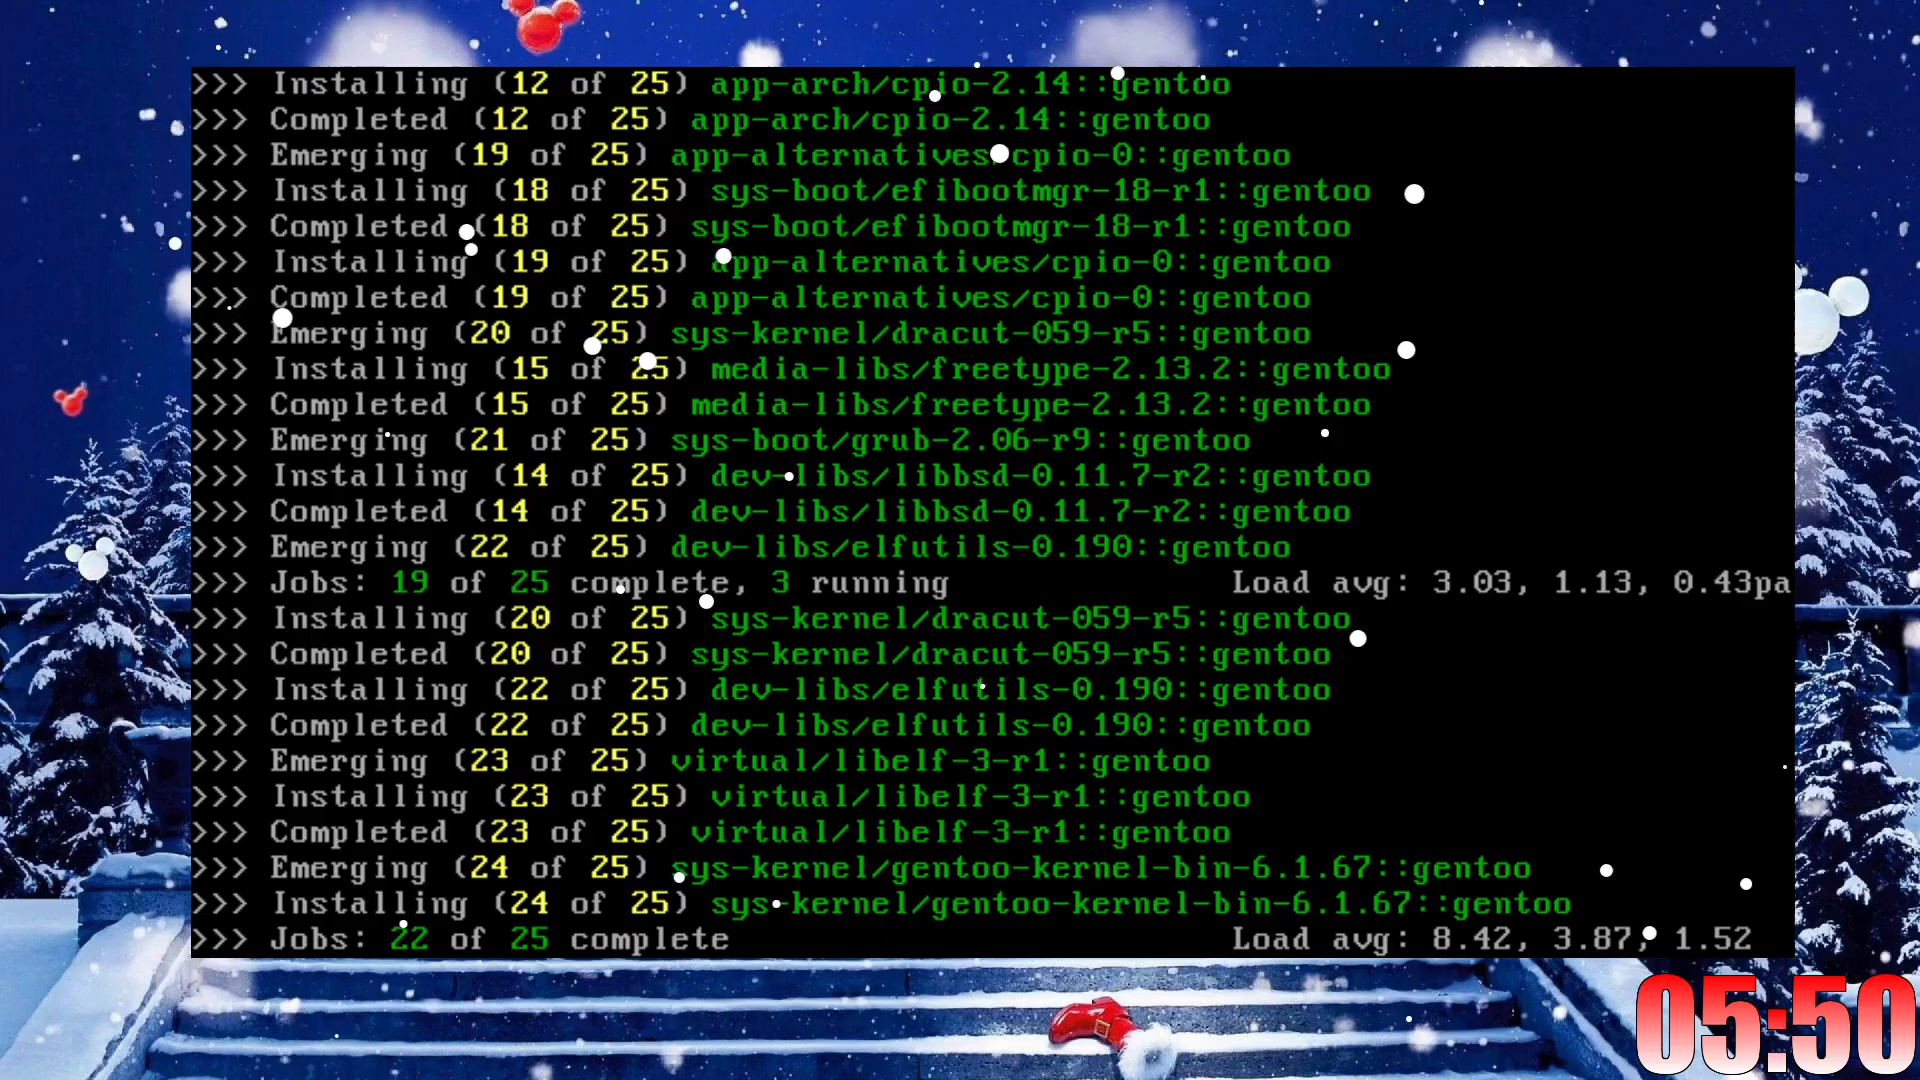 >>> Installing (12 of 25) app-arch/cpio-2.14::gentoo
>>> Completed (12 of 25) app-arch/cpio-2.14::gentoo
>>> Emerging (19 of 25) app-alternatives/cpio-0::gentoo
>>> Installing (18 of 25) sys-boot/efibootmgr-18-r1::gentoo
>>> Completed (18 of 25) sys-boot/efibootmgr-18-r1::gentoo
>>> Installing (19 of 25) app-alternatives/cpio-0::gentoo
>>> Completed (19 of 25) app-alternatives/cpio-0::gentoo
>>> Emerging (20 of 25) sys-kernel/dracut-059-r5::gentoo
>>> Installing (15 of 25) media-libs/freetype-2.13.2::gentoo
>>> Completed (15 of 25) media-libs/freetype-2.13.2::gentoo
>>> Emerging (21 of 25) sys-boot/grub-2.06-r9::gentoo
>>> Installing (14 of 25) dev-libs/libbsd-0.11.7-r2::gentoo
>>> Completed (14 of 25) dev-libs/libbsd-0.11.7-r2::gentoo
>>> Emerging (22 of 25) dev-libs/elfutils-0.190::gentoo
>>> Jobs: 19 of 25 complete, 3 running Load avg: 3.03, 1.13, 0.43pa
>>> Installing (20 of 25) sys-kernel/dracut-059-r5::gentoo
>>> Completed (20 of 25) sys-kernel/dracut-059-r5::gentoo
>>> Installing (22 of 25) dev-libs/elfutils-0.190::gentoo
>>> Completed (22 of 25) dev-libs/elfutils-0.190::gentoo
>>> Emerging (23 of 25) virtual/libelf-3-r1::gentoo
>>> Installing (23 of 25) virtual/libelf-3-r1::gentoo
>>> Completed (23 of 25) virtual/libelf-3-r1::gentoo
>>> Emerging (24 of 25) sys-kernel/gentoo-kernel-bin-6.1.67::gentoo
>>> Installing (24 of 25) sys-kernel/gentoo-kernel-bin-6.1.67::gentoo
>>> Jobs: 22 of 25 complete Load avg: 8.42, 3.87, 1.52
05:50